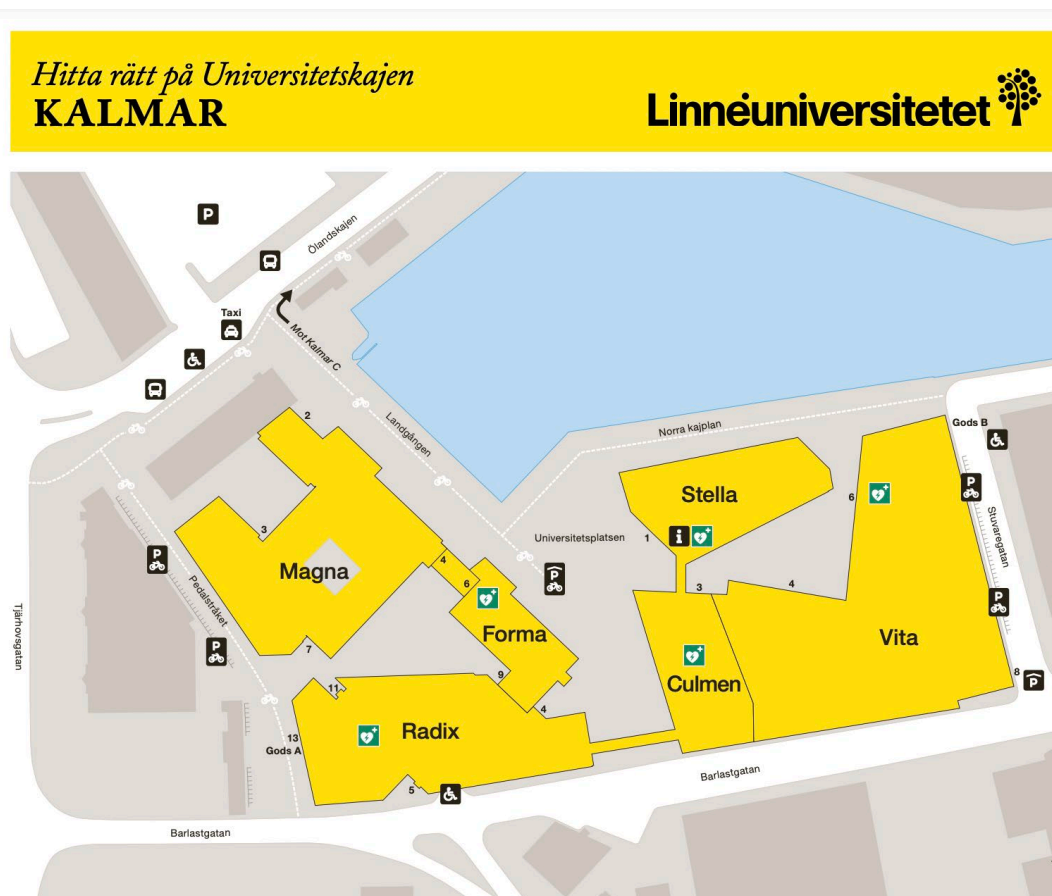 Hitta rätt på Universitetskajen
KALMAR
Linnéuniversitetet
P
Ölandskajen
Taxi
Mot Kalmar C
2
Landgången
Norra kajplan
Gods B
Stella
6
3
Universitetsplatsen
1
i
P
Stuvaregatan
Magna
4
P
6
P
3
4
P
Pedalstråket
Tjärhovsgatan
Forma
Vita
P
7
9
Culmen
8
P
11
4
13
Gods A
Radix
5
Barlastgatan
Barlastgatan